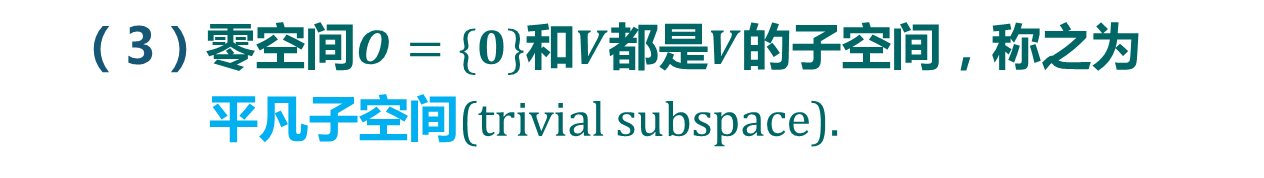 （3）零空间O = {0}和V都是V的子空间，称之为
平凡子空间(trivial subspace).